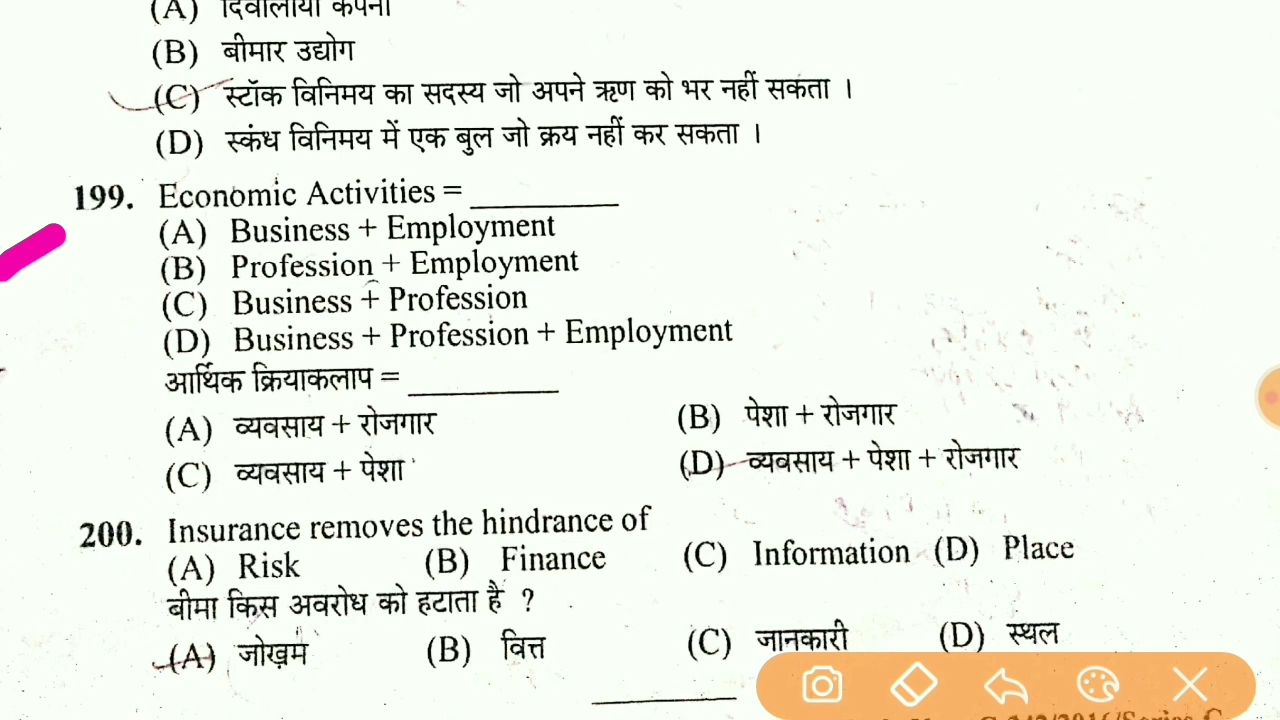 (A) दिवालीया कंपनी
(B) बीमार उद्योग
(C) स्टॉक विनिमय का सदस्य जो अपने ऋण को भर नहीं सकता ।
(D) स्कंध विनिमय में एक बुल जो क्रय नहीं कर सकता ।
199. Economic Activities = ________
(A) Business + Employment
(B) Profession + Employment
(C) Business + Profession
(D) Business + Profession + Employment
आर्थिक क्रियाकलाप = ________
(A) व्यवसाय + रोजगार (B) पेशा + रोजगार
(C) व्यवसाय + पेशा (D) व्यवसाय + पेशा + रोजगार
200. Insurance removes the hindrance of
(A) Risk (B) Finance (C) Information (D) Place
बीमा किस अवरोध को हटाता है ?
(A) जोख़म (B) वित्त (C) जानकारी (D) स्थल